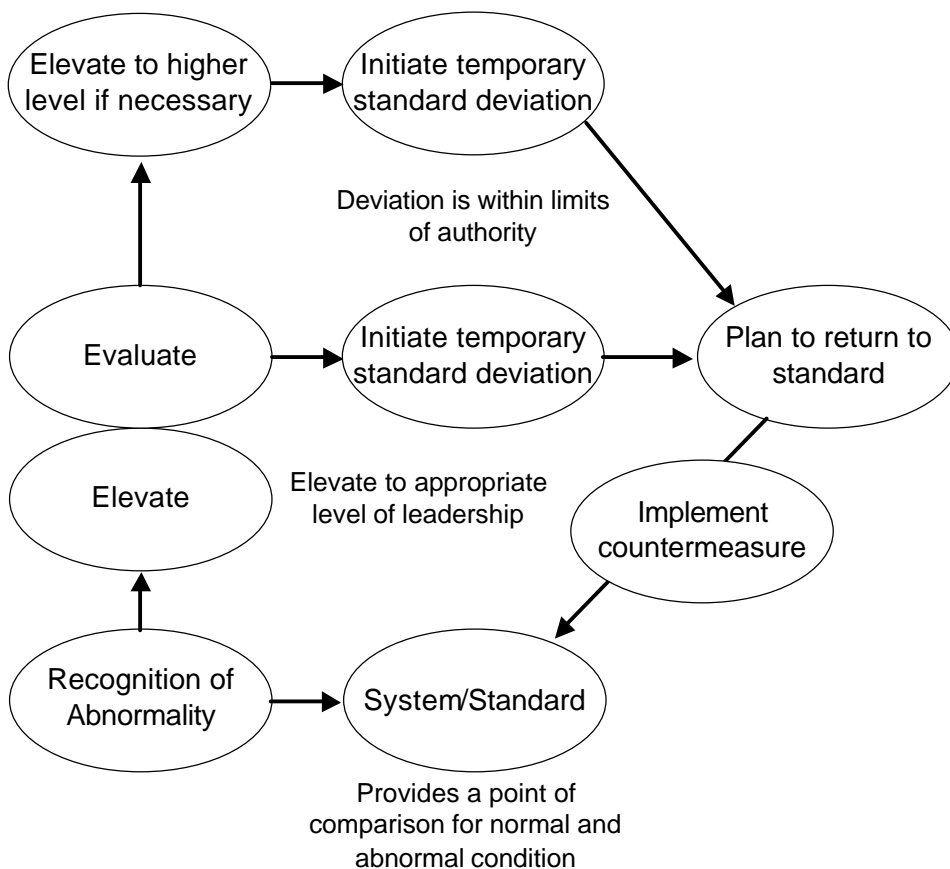 Elevate to higher
level if necessary
Initiate temporary
standard deviation
Deviation is within limits
of authority
Evaluate
Initiate temporary
standard deviation
Plan to return to
standard
Elevate
Elevate to appropriate
level of leadership
Implement
countermeasure
Recognition of
Abnormality
System/Standard
Provides a point of
comparison for normal and
abnormal condition